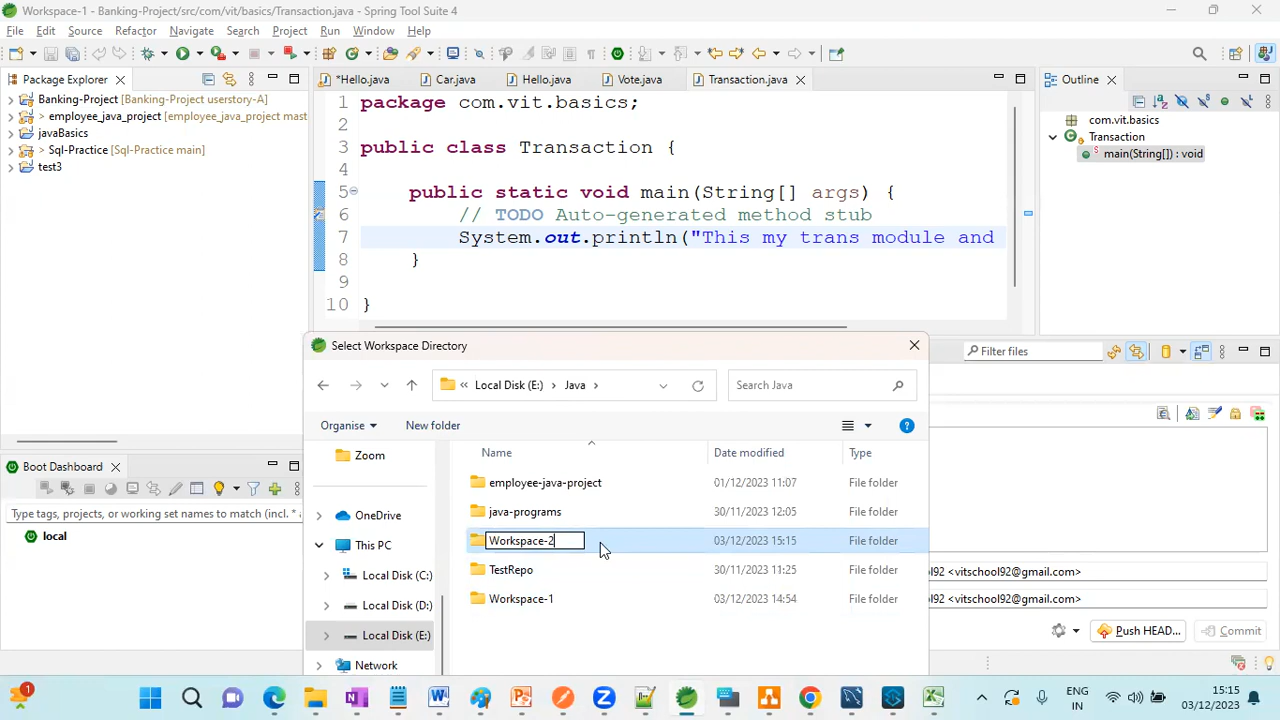 Workspace-1 - Banking-Project/src/com/vit/basics/Transaction.java - Spring Tool Suite 4
File Edit Source Refactor Navigate Search Project Run Window Help
Package Explorer
Banking-Project [Banking-Project userstory-A]
> employee_java_project [employee_java_project mast
javaBasics
> Sql-Practice [Sql-Practice main]
test3
*Hello.java Car.java Hello.java Vote.java Transaction.java
1 package com.vit.basics;
2
3 public class Transaction {
4
5 public static void main(String[] args) {
6 // TODO Auto-generated method stub
7 System.out.println("This my trans module and
8 }
9
10 }
Outline
com.vit.basics
Transaction
main(String[]) : void
Boot Dashboard
Type tags, projects, or working set names to match (incl. *
local
Select Workspace Directory
« Local Disk (E:) › Java ›
Search Java
Organise New folder
Zoom
OneDrive
This PC
Local Disk (C:)
Local Disk (D:)
Local Disk (E:)
Network
Name Date modified Type
employee-java-project 01/12/2023 11:07 File folder
java-programs 30/11/2023 12:05 File folder
Workspace-2 03/12/2023 15:15 File folder
TestRepo 30/11/2023 11:25 File folder
Workspace-1 03/12/2023 14:54 File folder
Filter files
ol92 <vitschool92@gmail.com>
ol92 <vitschool92@gmail.com>
Push HEAD... Commit
1
ENG
IN
15:15
03/12/2023